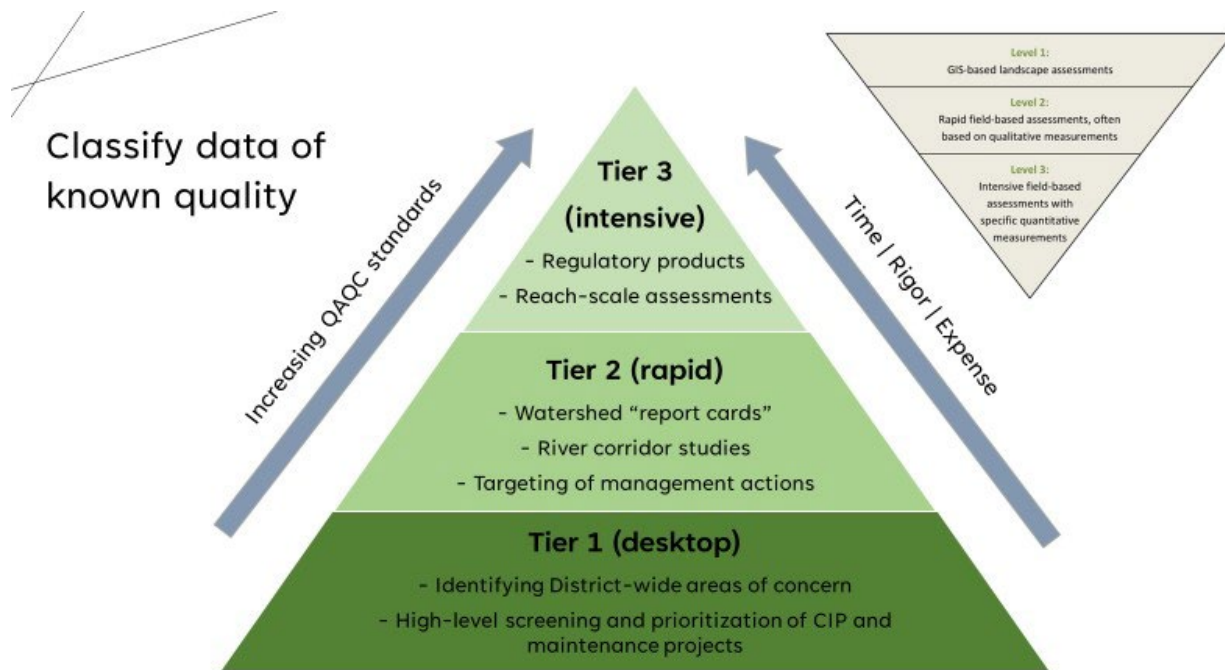 Classify data of
known quality
Increasing QAQC standards
Tier 3
(intensive)
- Regulatory products
- Reach-scale assessments
Tier 2 (rapid)
- Watershed “report cards”
- River corridor studies
- Targeting of management actions
Tier 1 (desktop)
- Identifying District-wide areas of concern
- High-level screening and prioritization of CIP and
maintenance projects
Time | Rigor | Expense
Level 1:
GIS-based landscape assessments
Level 2:
Rapid field-based assessments, often
based on qualitative measurements
Level 3:
Intensive field-based
assessments with
specific quantitative
measurements